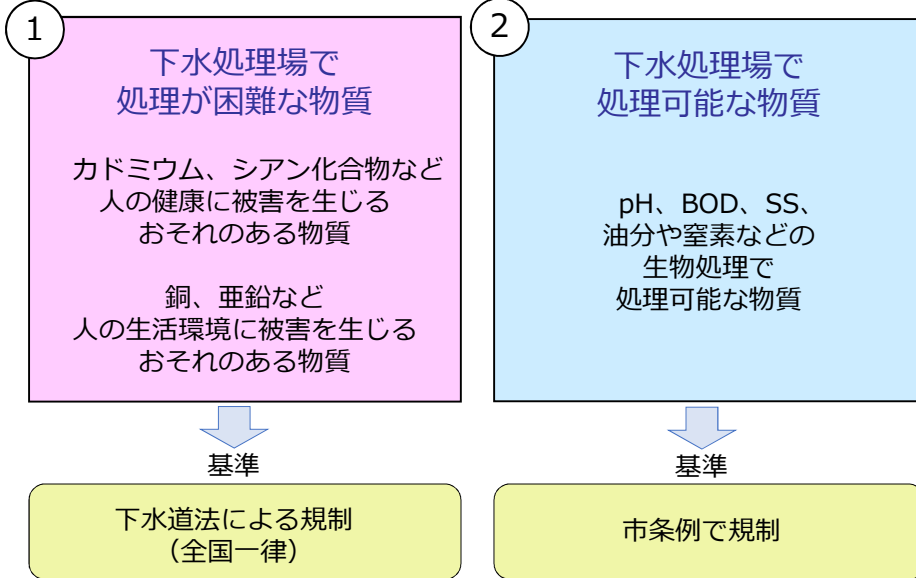 1
下水処理場で
処理が困難な物質
カドミウム、シアン化合物など
人の健康に被害を生じる
おそれのある物質
銅、亜鉛など
人の生活環境に被害を生じる
おそれのある物質
基準
下水道法による規制
（全国一律）
2
下水処理場で
処理可能な物質
pH、BOD、SS、
油分や窒素などの
生物処理で
処理可能な物質
基準
市条例で規制